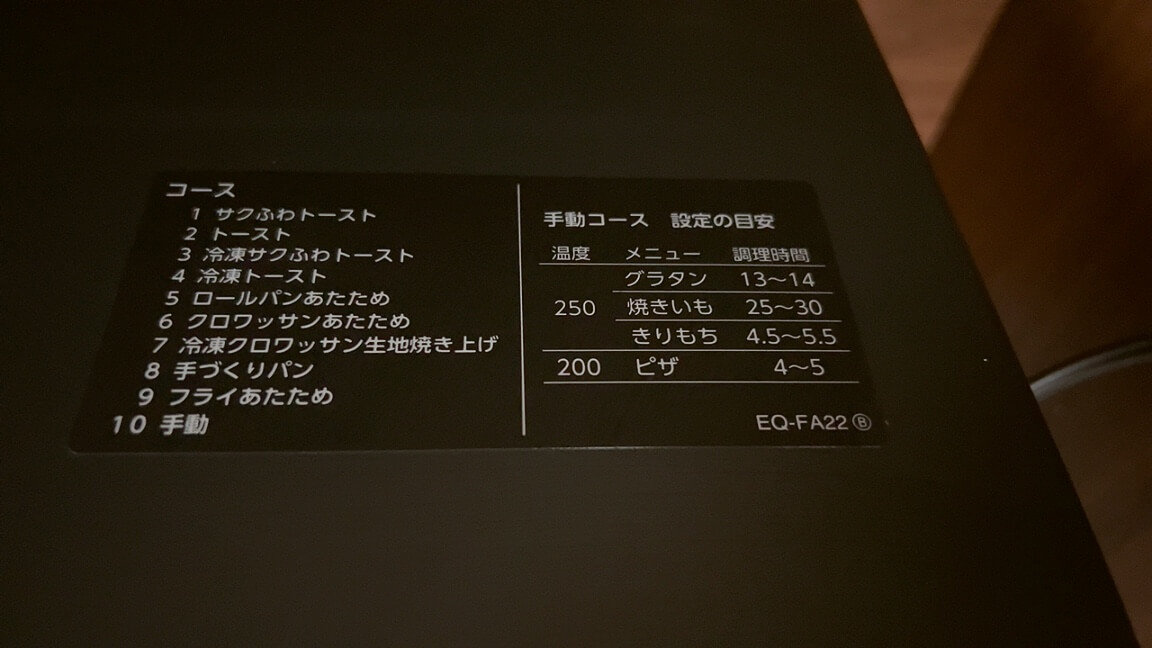 コース
1 サクふわトースト
2 トースト
3 冷凍サクふわトースト
4 冷凍トースト
5 ロールパンあたため
6 クロワッサンあたため
7 冷凍クロワッサン生地焼き上げ
8 手づくりパン
9 フライあたため
10 手動
手動コース 設定の目安
温度 メニュー 調理時間
グラタン 13〜14
250 焼きいも 25〜30
きりもち 4.5〜5.5
200 ピザ 4〜5
EQ-FA22 Ⓑ